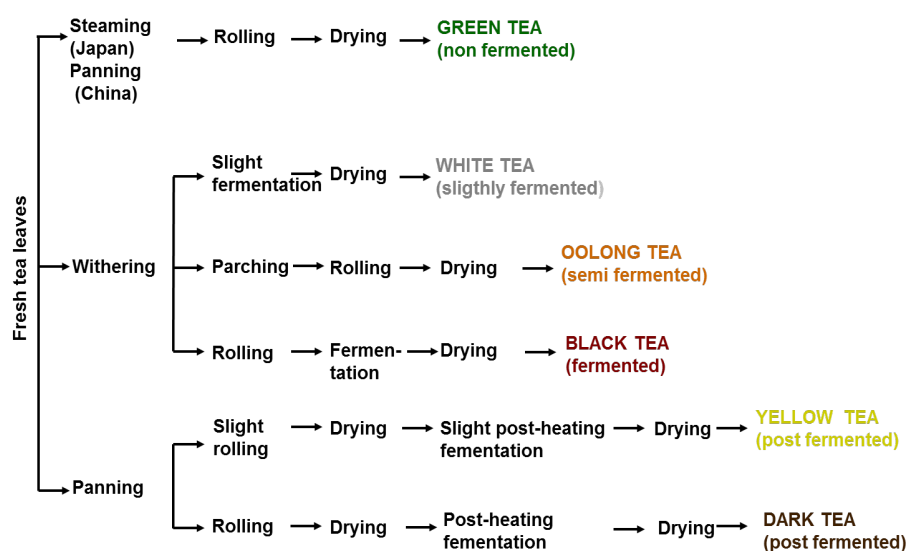 Fresh tea leaves
Steaming
(Japan)
Panning
(China)
Rolling
Drying
GREEN TEA
(non fermented)
Withering
Slight
fermentation
Drying
WHITE TEA
(sligthly fermented)
Parching
Rolling
Drying
OOLONG TEA
(semi fermented)
Rolling
Fermen-
tation
Drying
BLACK TEA
(fermented)
Panning
Slight
rolling
Drying
Slight post-heating
fementation
Drying
YELLOW TEA
(post fermented)
Rolling
Drying
Post-heating
fementation
Drying
DARK TEA
(post fermented)